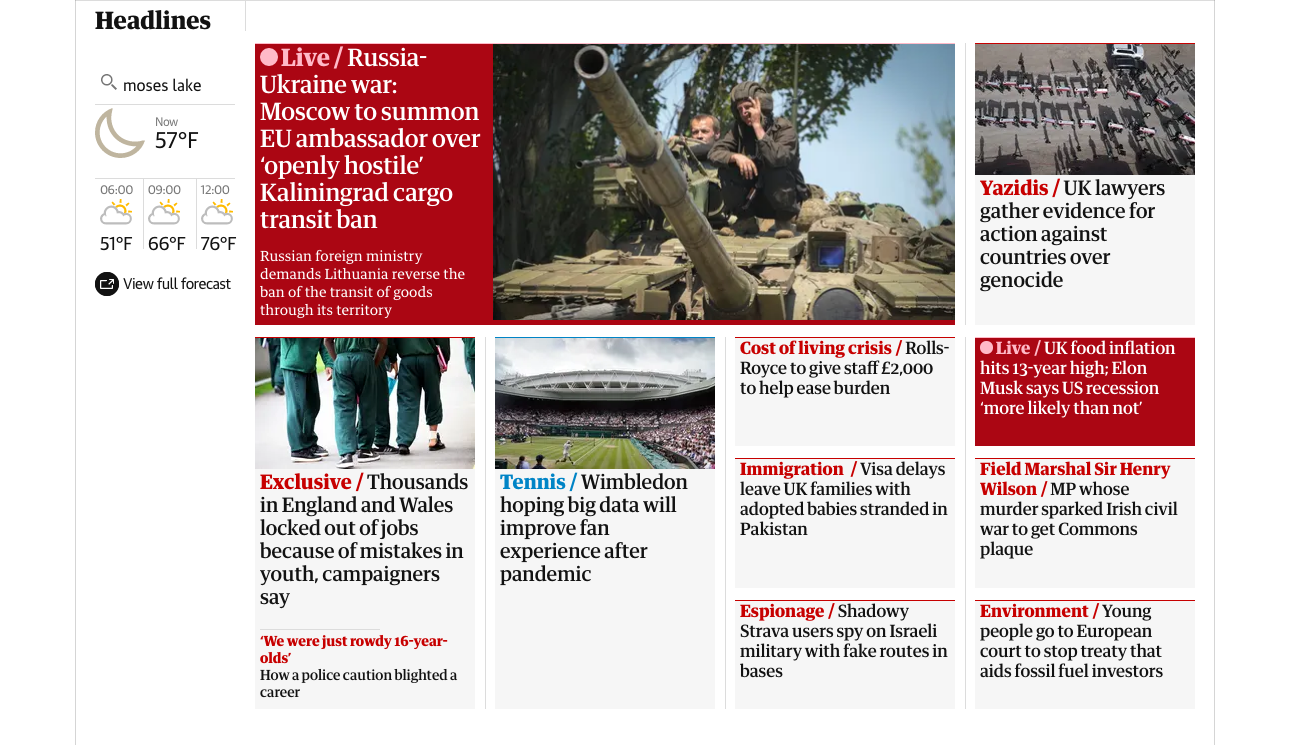 Headlines
moses lake
Now
57°F
06:00
51°F
09:00
66°F
12:00
76°F
View full forecast
Live / Russia-
Ukraine war:
Moscow to summon
EU ambassador over
‘openly hostile’
Kaliningrad cargo
transit ban
Russian foreign ministry
demands Lithuania reverse the
ban of the transit of goods
through its territory
Yazidis / UK lawyers
gather evidence for
action against
countries over
genocide
Exclusive / Thousands
in England and Wales
locked out of jobs
because of mistakes in
youth, campaigners
say
‘We were just rowdy 16-year-
olds’
How a police caution blighted a
career
Tennis / Wimbledon
hoping big data will
improve fan
experience after
pandemic
Cost of living crisis / Rolls-
Royce to give staff £2,000
to help ease burden
Live / UK food inflation
hits 13-year high; Elon
Musk says US recession
‘more likely than not’
Immigration / Visa delays
leave UK families with
adopted babies stranded in
Pakistan
Field Marshal Sir Henry
Wilson / MP whose
murder sparked Irish civil
war to get Commons
plaque
Espionage / Shadowy
Strava users spy on Israeli
military with fake routes in
bases
Environment / Young
people go to European
court to stop treaty that
aids fossil fuel investors